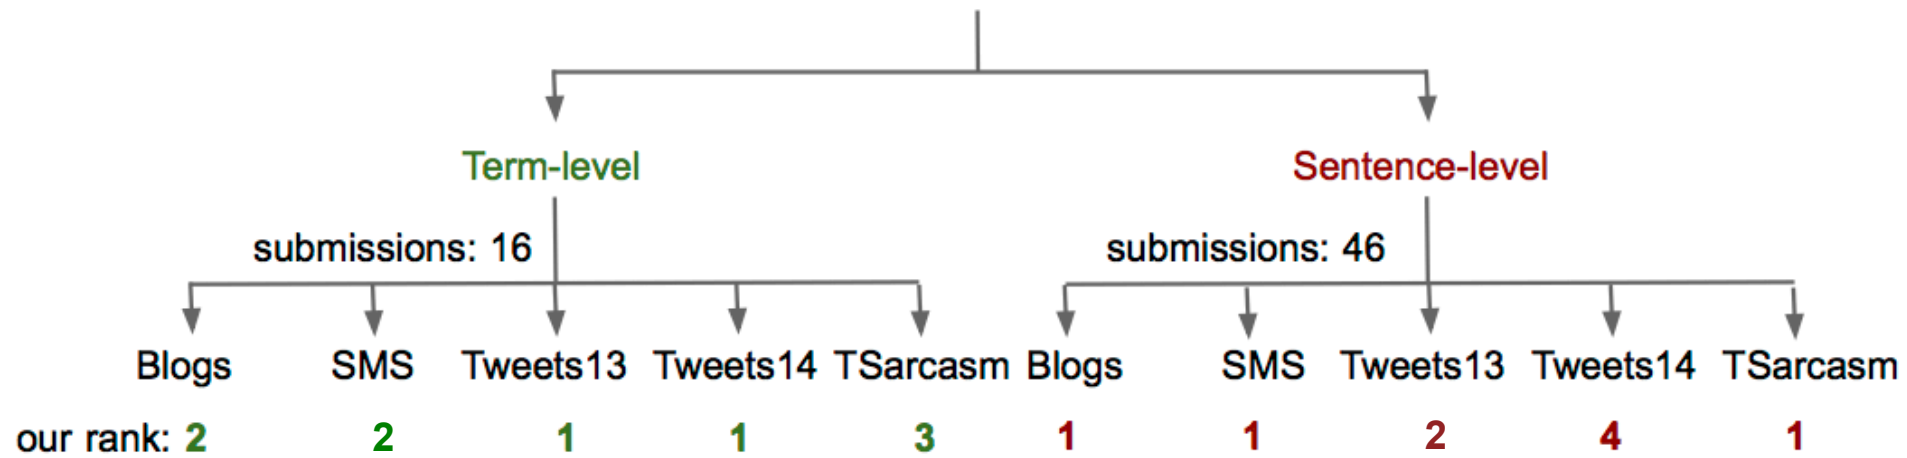 Term-level Sentence-level
submissions: 16 submissions: 46
Blogs SMS Tweets13 Tweets14 TSarcasm Blogs SMS Tweets13 Tweets14 TSarcasm
our rank: 2 2 1 1 3 1 1 2 4 1